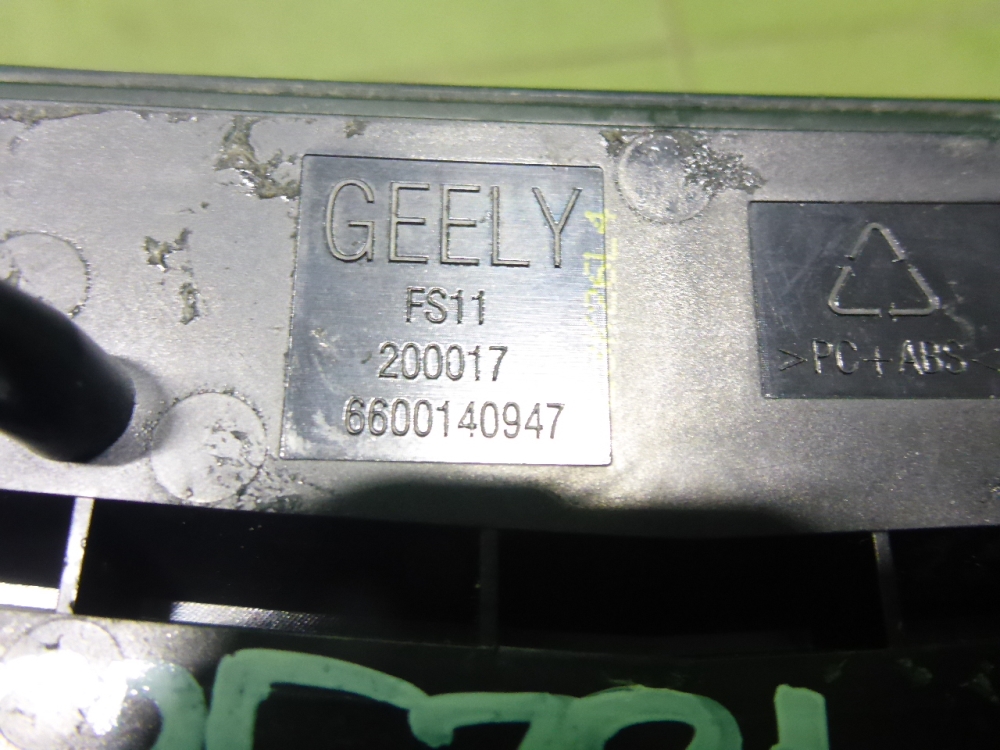 GEELY
FS11
200017
6600140947
>PC+ABS<